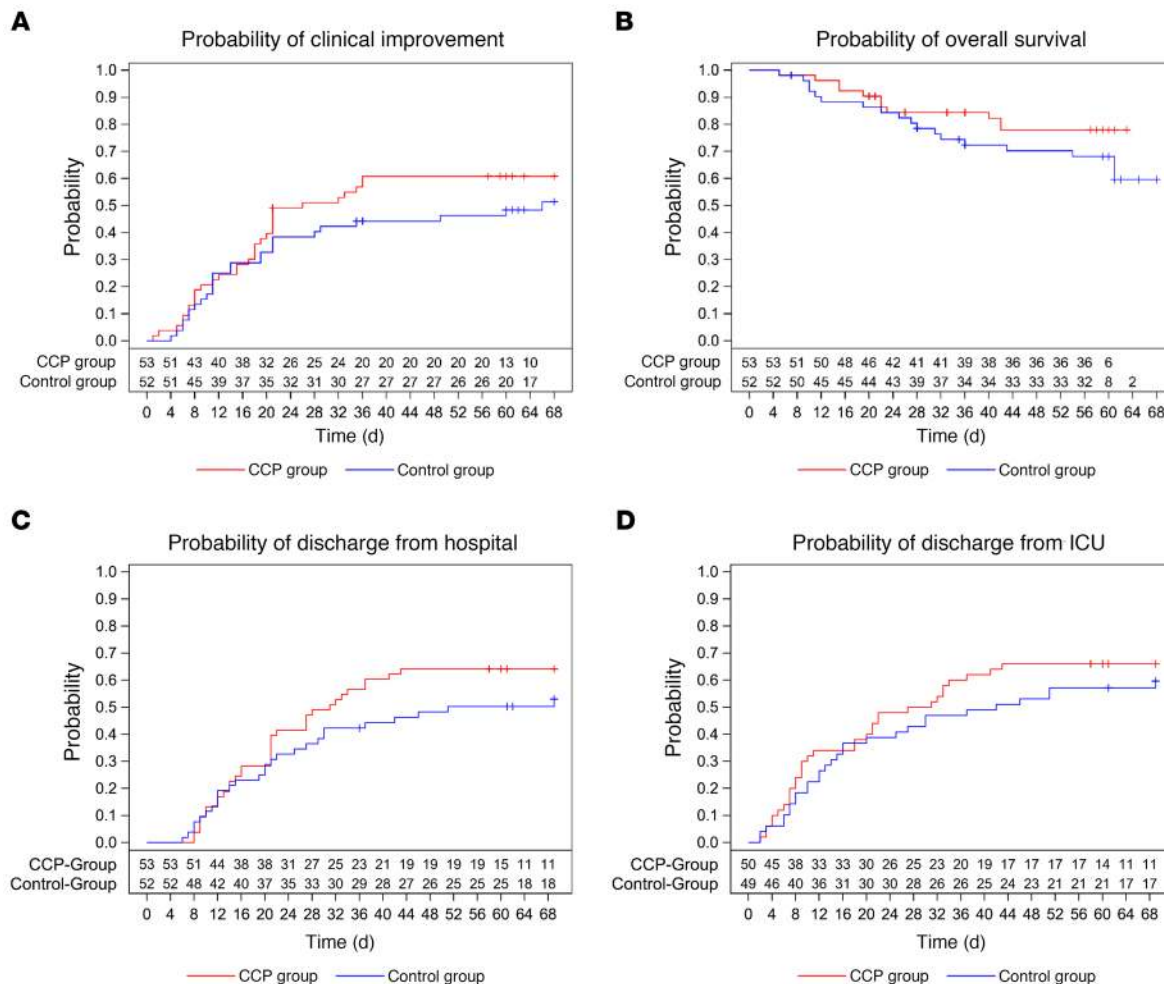 A
Probability of clinical improvement
Probability
1.0
0.9
0.8
0.7
0.6
0.5
0.4
0.3
0.2
0.1
0.0
CCP group 53 51 43 40 38 32 26 25 24 20 20 20 20 20 20 13 10
Control group 52 51 45 39 37 35 32 31 30 27 27 27 27 26 26 20 17
0 4 8 12 16 20 24 28 32 36 40 44 48 52 56 60 64 68
Time (d)
CCP group Control group
B
Probability of overall survival
Probability
1.0
0.9
0.8
0.7
0.6
0.5
0.4
0.3
0.2
0.1
0.0
CCP group 53 53 51 50 48 46 42 41 41 39 38 36 36 36 36 6
Control group 52 52 50 45 45 44 43 39 37 34 34 33 33 33 32 8 2
0 4 8 12 16 20 24 28 32 36 40 44 48 52 56 60 64 68
Time (d)
CCP group Control group
C
Probability of discharge from hospital
Probability
1.0
0.9
0.8
0.7
0.6
0.5
0.4
0.3
0.2
0.1
0.0
CCP-Group 53 53 51 44 38 38 31 27 25 23 21 19 19 19 19 15 11 11
Control-Group 52 52 48 42 40 37 35 33 30 29 28 27 26 25 25 25 18 18
0 4 8 12 16 20 24 28 32 36 40 44 48 52 56 60 64 68
Time (d)
CCP group Control group
D
Probability of discharge from ICU
Probability
1.0
0.9
0.8
0.7
0.6
0.5
0.4
0.3
0.2
0.1
0.0
CCP-Group 50 45 38 33 33 30 26 25 23 20 19 17 17 17 17 14 11 11
Control-Group 49 46 40 36 31 30 30 28 26 26 25 24 23 21 21 21 17 17
0 4 8 12 16 20 24 28 32 36 40 44 48 52 56 60 64 68
Time (d)
CCP group Control group